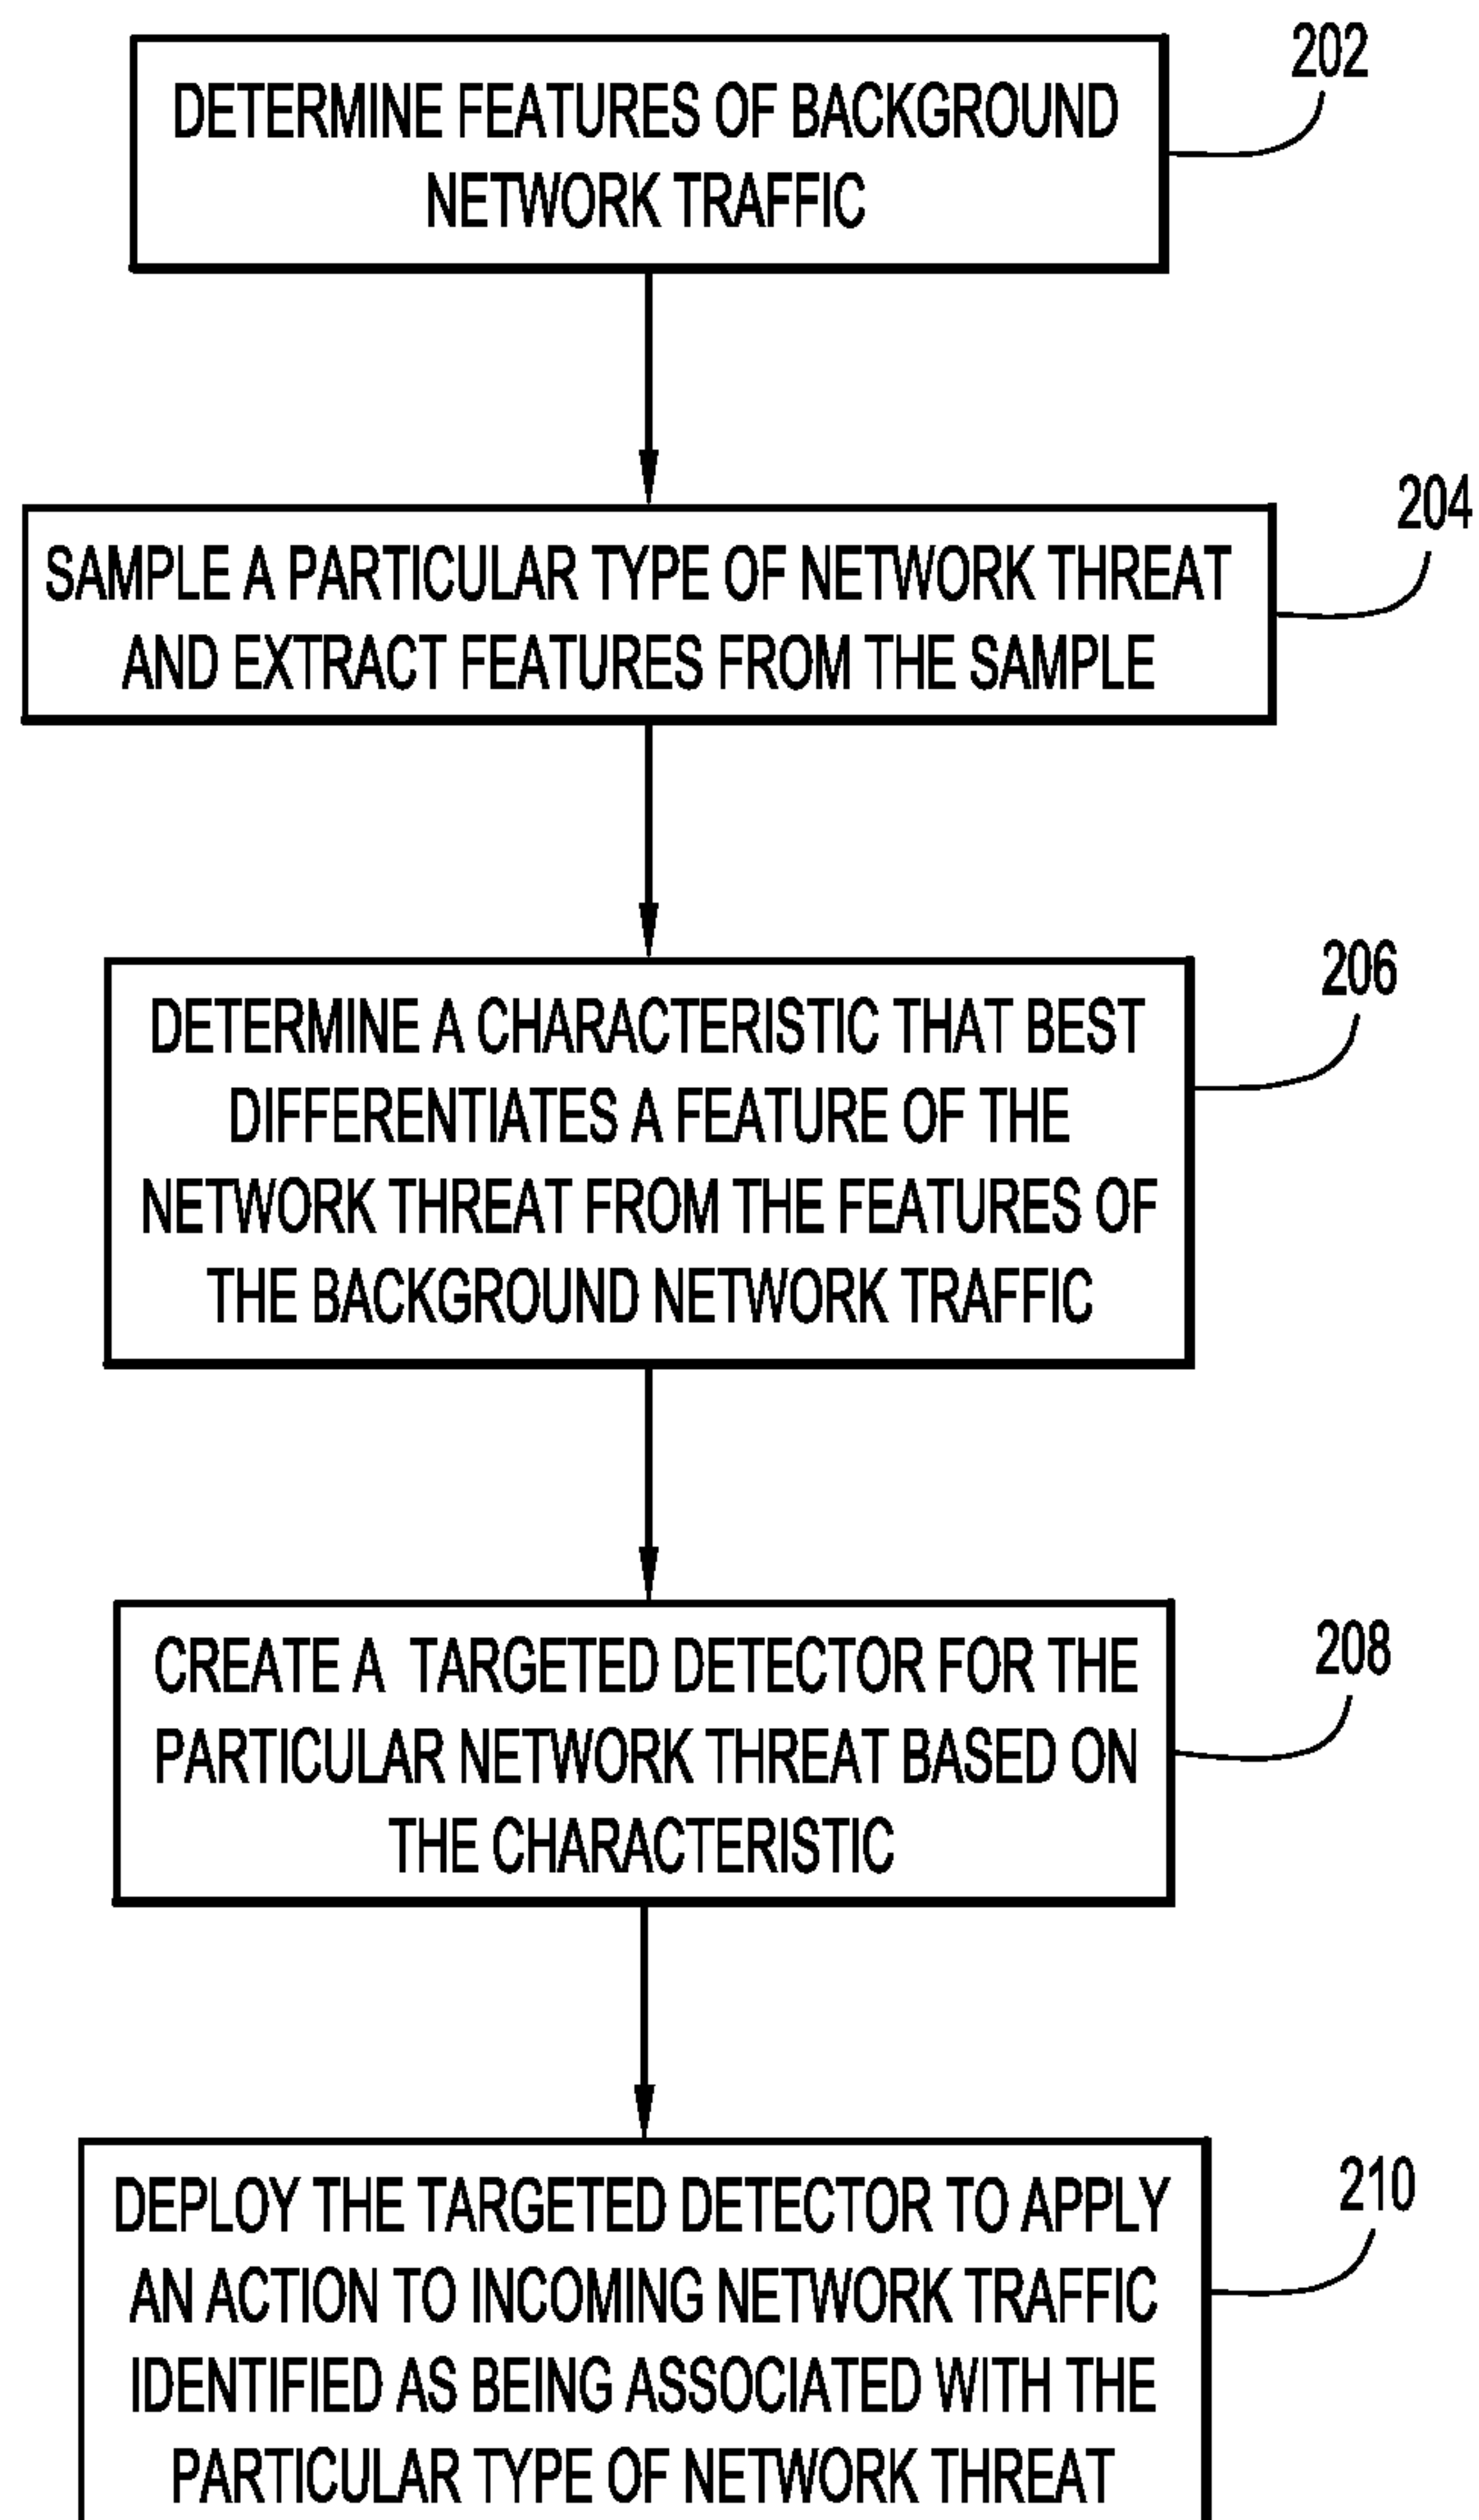 202
DETERMINE FEATURES OF BACKGROUND
NETWORK TRAFFIC
204
SAMPLE A PARTICULAR TYPE OF NETWORK THREAT
AND EXTRACT FEATURES FROM THE SAMPLE
206
DETERMINE A CHARACTERISTIC THAT BEST
DIFFERENTIATES A FEATURE OF THE
NETWORK THREAT FROM THE FEATURES OF
THE BACKGROUND NETWORK TRAFFIC
208
CREATE A TARGETED DETECTOR FOR THE
PARTICULAR NETWORK THREAT BASED ON
THE CHARACTERISTIC
210
DEPLOY THE TARGETED DETECTOR TO APPLY
AN ACTION TO INCOMING NETWORK TRAFFIC
IDENTIFIED AS BEING ASSOCIATED WITH THE
PARTICULAR TYPE OF NETWORK THREAT